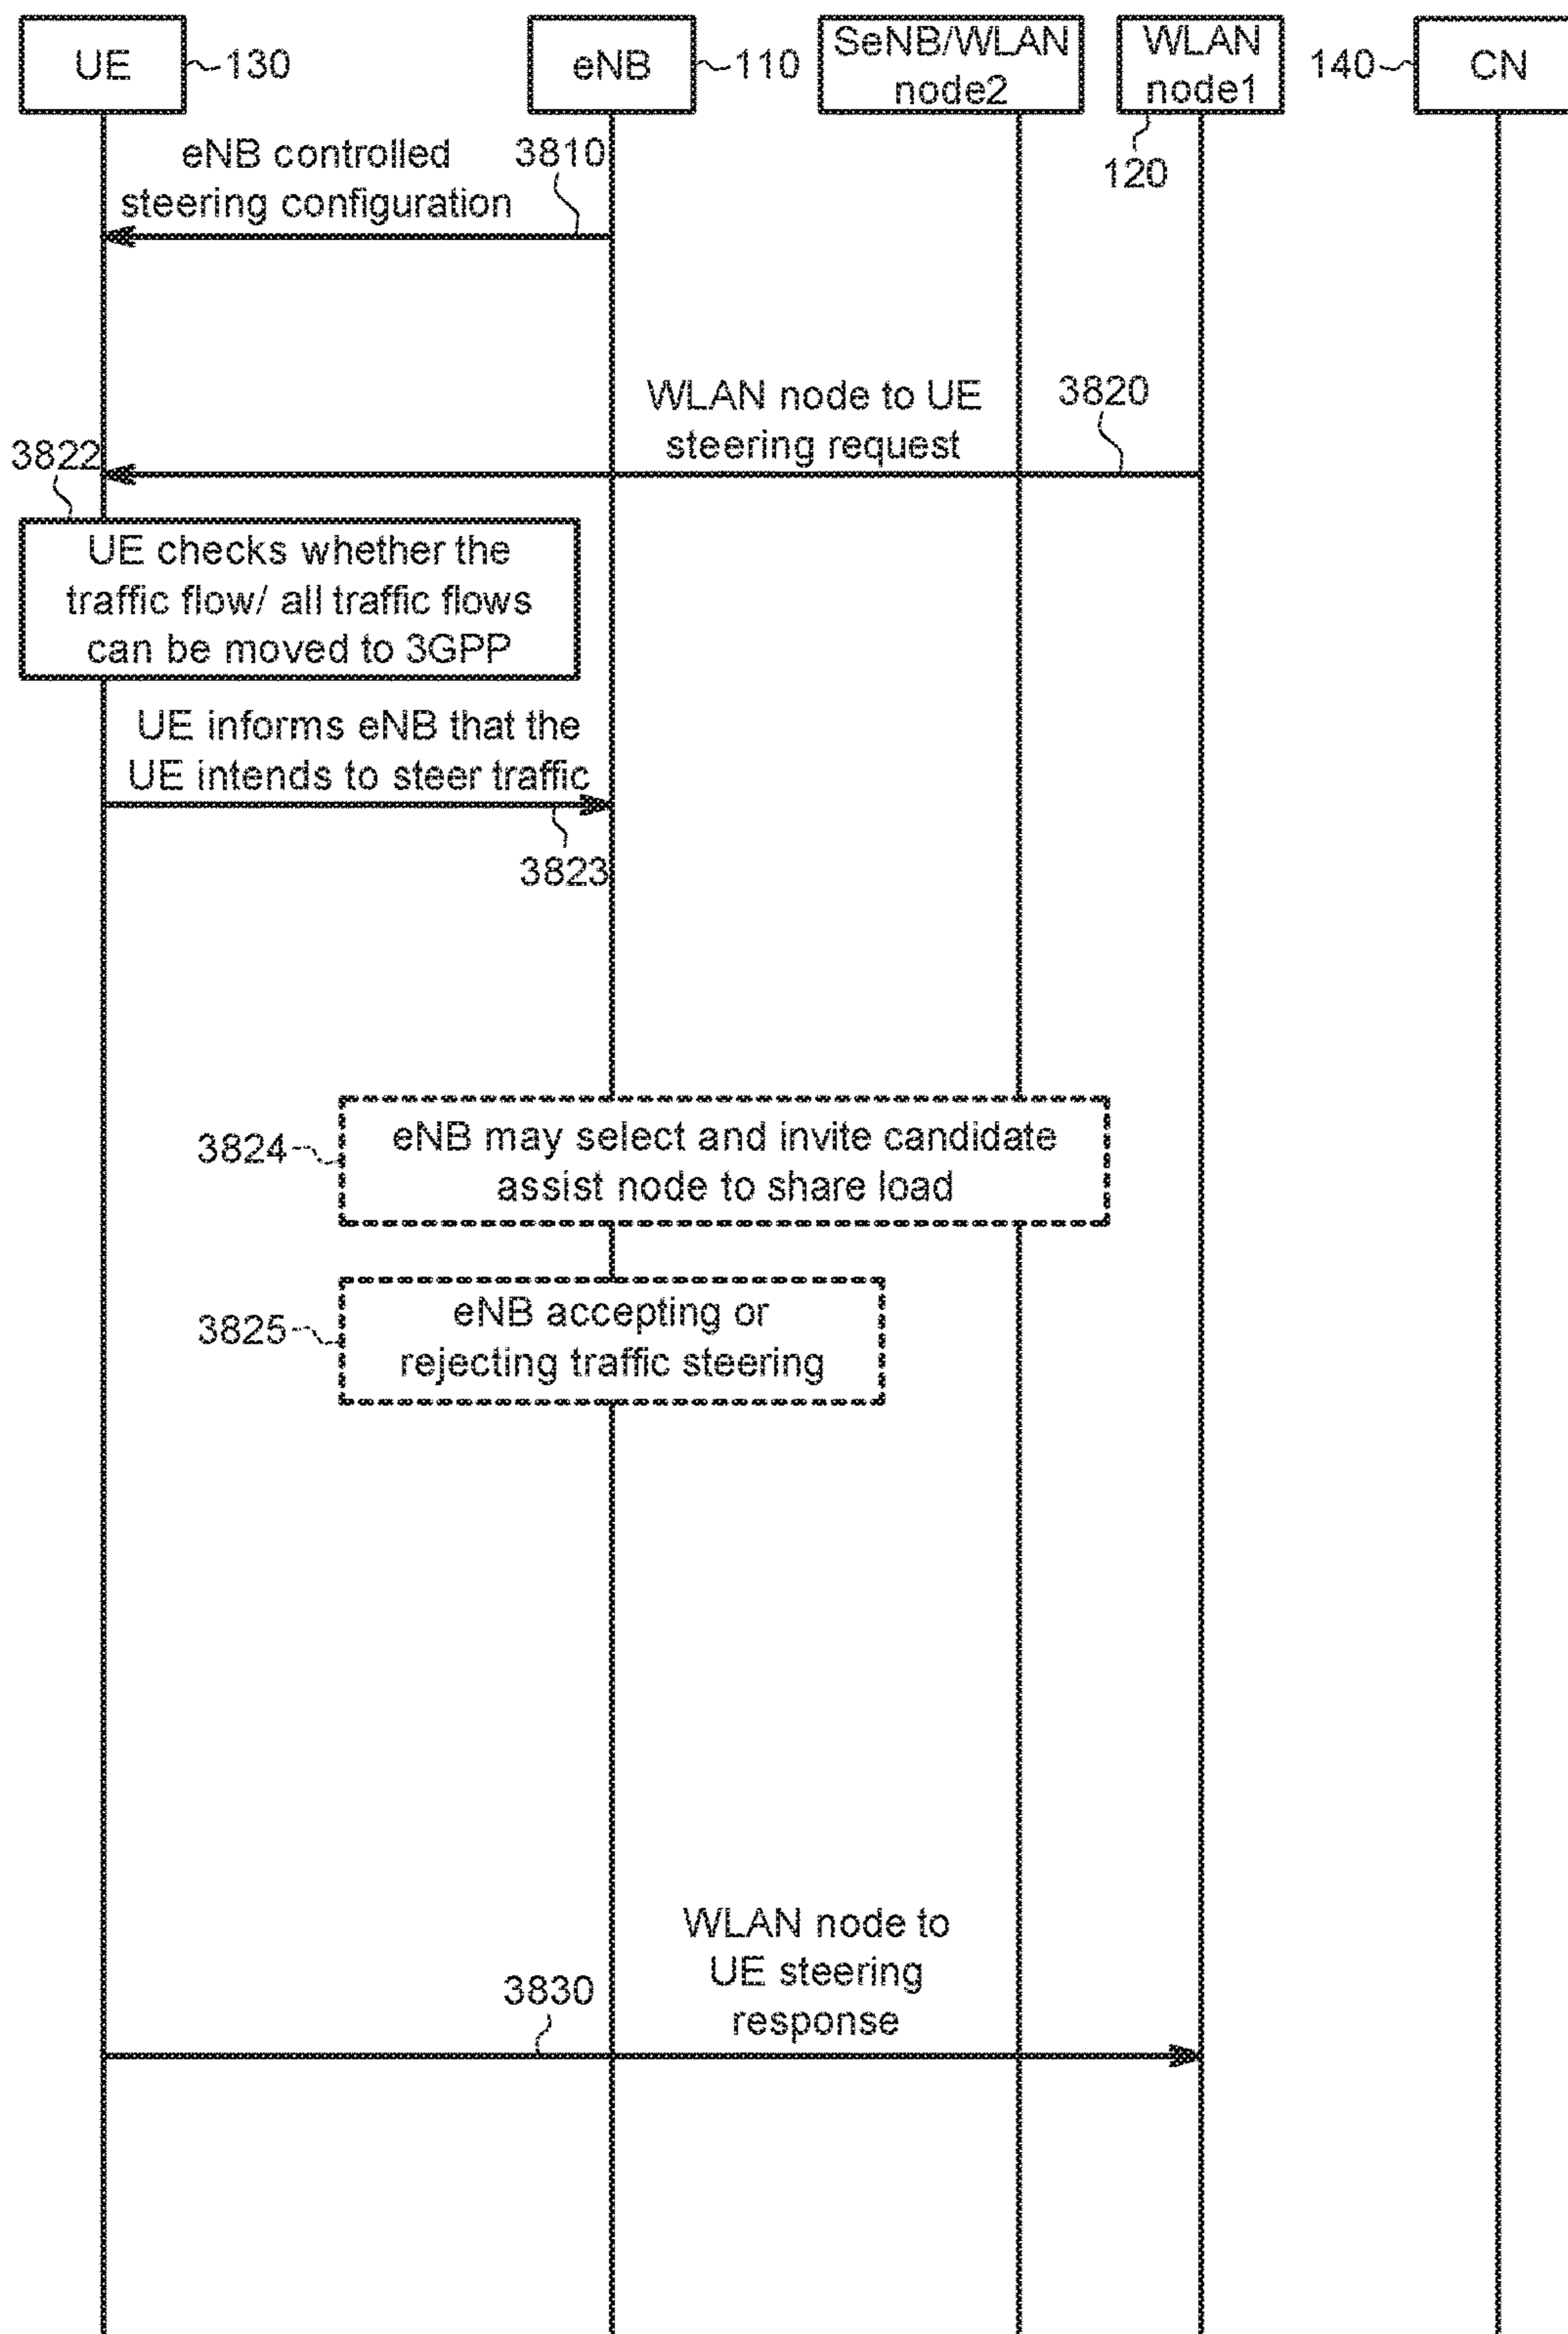 UE
130
eNB
110
SeNB/WLAN
node2
WLAN
node1
120
140
CN
eNB controlled
steering configuration
3810
WLAN node to UE
steering request
3820
3822
UE checks whether the
traffic flow/ all traffic flows
can be moved to 3GPP
UE informs eNB that the
UE intends to steer traffic
3823
3824
eNB may select and invite candidate
assist node to share load
3825
eNB accepting or
rejecting traffic steering
WLAN node to
UE steering
response
3830